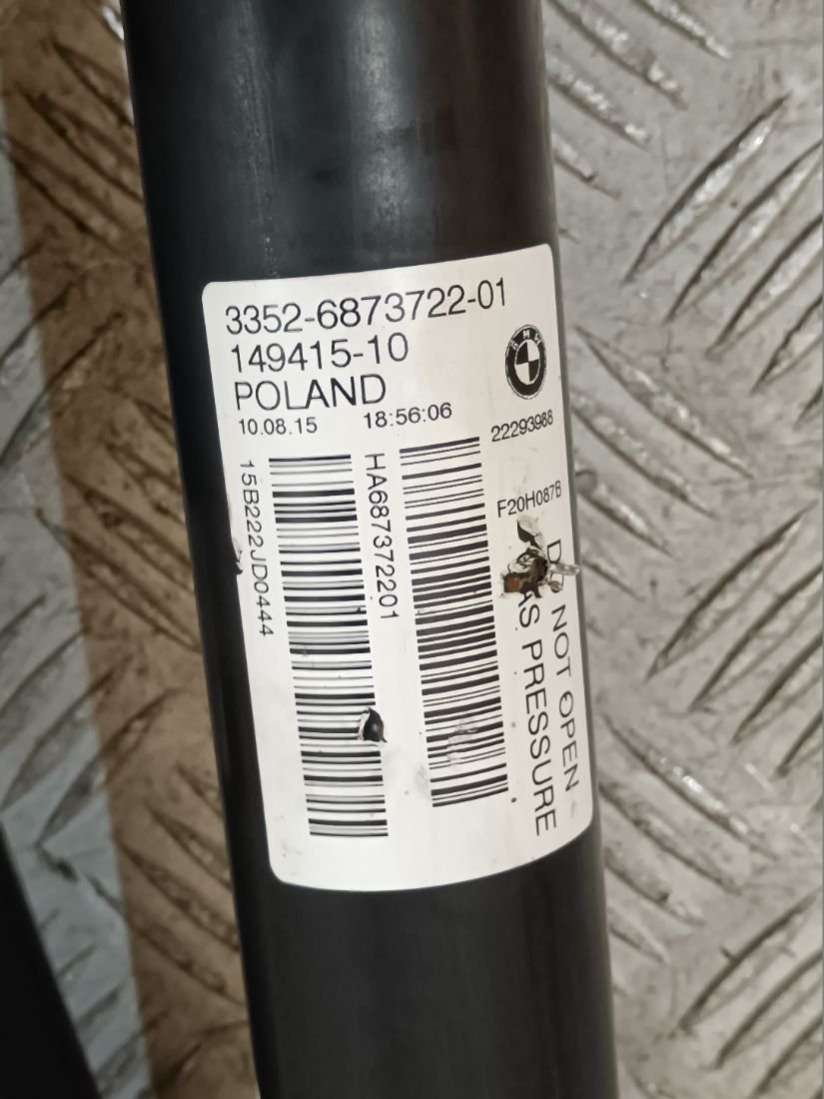 3352-6873722-01
149415-10
POLAND
10.08.15 18:56:06
22293988
F20H087B
15B222JD0444
HA687372201
BMW
NOT OPEN
PRESSURE